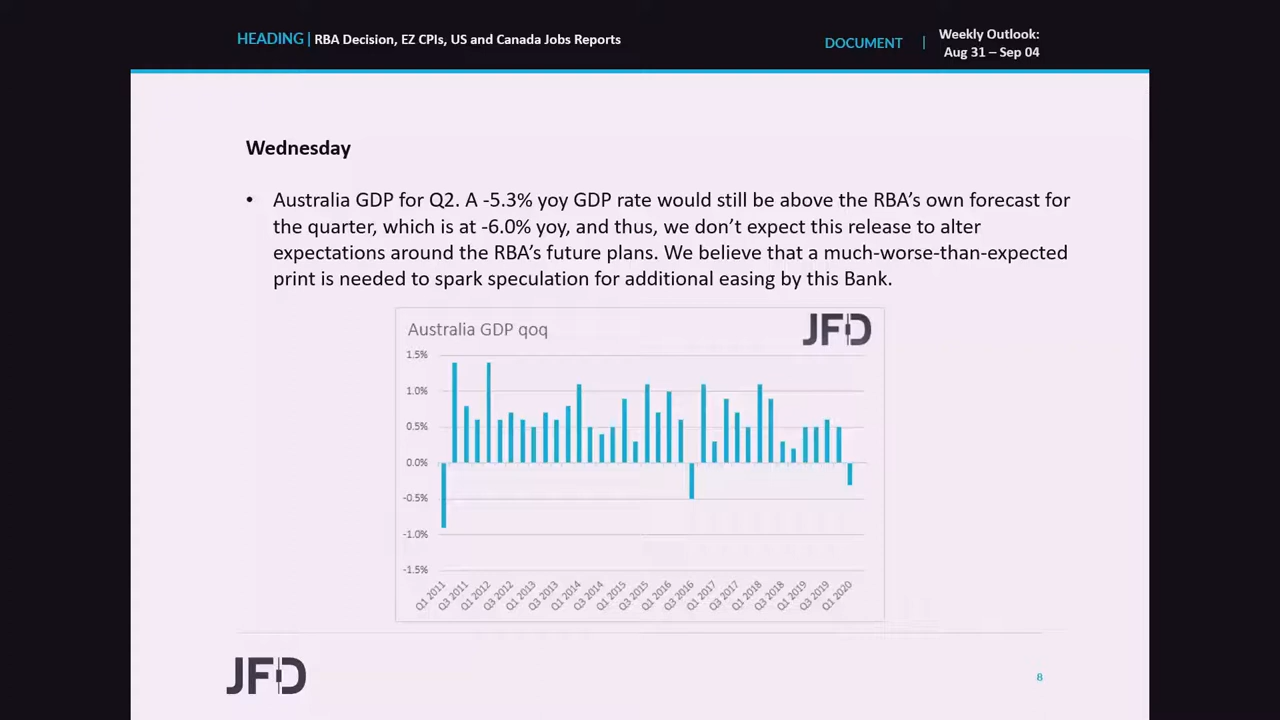 HEADING | RBA Decision, EZ CPIs, US and Canada Jobs Reports
DOCUMENT | Weekly Outlook:
Aug 31 – Sep 04
Wednesday
• Australia GDP for Q2. A -5.3% yoy GDP rate would still be above the RBA's own forecast for
the quarter, which is at -6.0% yoy, and thus, we don't expect this release to alter
expectations around the RBA's future plans. We believe that a much-worse-than-expected
print is needed to spark speculation for additional easing by this Bank.
Australia GDP qoq
JFD
1.5%
1.0%
0.5%
0.0%
-0.5%
-1.0%
-1.5%
Q1 2011
Q3 2011
Q1 2012
Q3 2012
Q1 2013
Q3 2013
Q1 2014
Q3 2014
Q1 2015
Q3 2015
Q1 2016
Q3 2016
Q1 2017
Q3 2017
Q1 2018
Q3 2018
Q1 2019
Q3 2019
Q1 2020
JFD
8